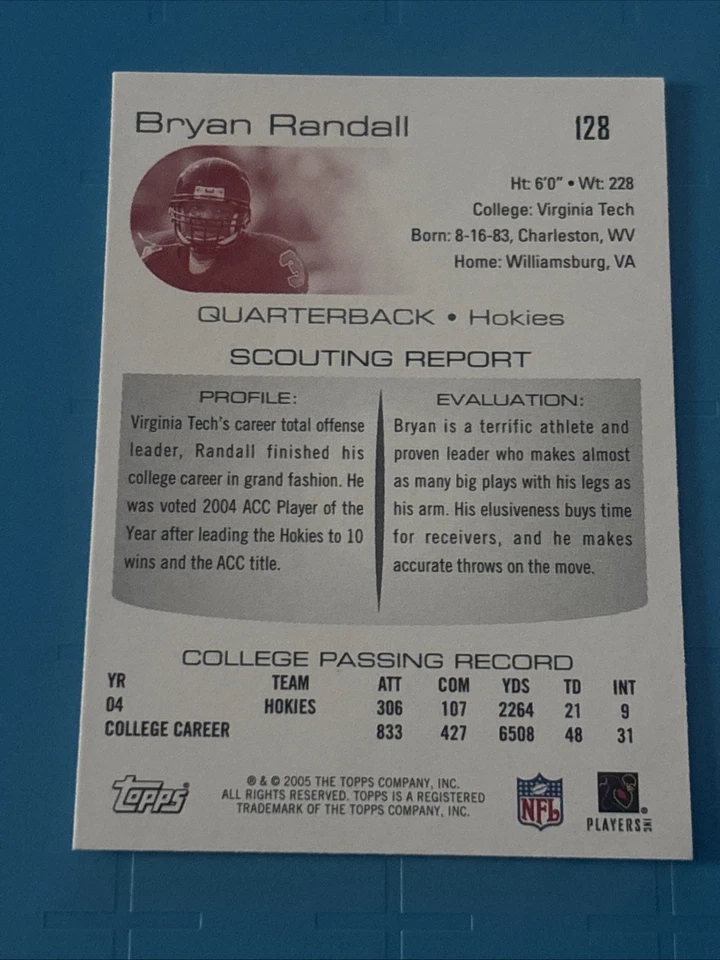 Bryan Randall
128
Ht: 6'0" • Wt: 228
College: Virginia Tech
Born: 8-16-83, Charleston, WV
Home: Williamsburg, VA
3
QUARTERBACK • Hokies
SCOUTING REPORT
PROFILE:
Virginia Tech's career total offense
leader, Randall finished his
college career in grand fashion. He
was voted 2004 ACC Player of the
Year after leading the Hokies to 10
wins and the ACC title.
EVALUATION:
Bryan is a terrific athlete and
proven leader who makes almost
as many big plays with his legs as
his arm. His elusiveness buys time
for receivers, and he makes
accurate throws on the move.
COLLEGE PASSING RECORD
YR TEAM ATT COM YDS TD INT
04 HOKIES 306 107 2264 21 9
COLLEGE CAREER 833 427 6508 48 31
Topps®
® & © 2005 THE TOPPS COMPANY, INC.
ALL RIGHTS RESERVED. TOPPS IS A REGISTERED
TRADEMARK OF THE TOPPS COMPANY, INC.
NFL
PLAYERS INC ®